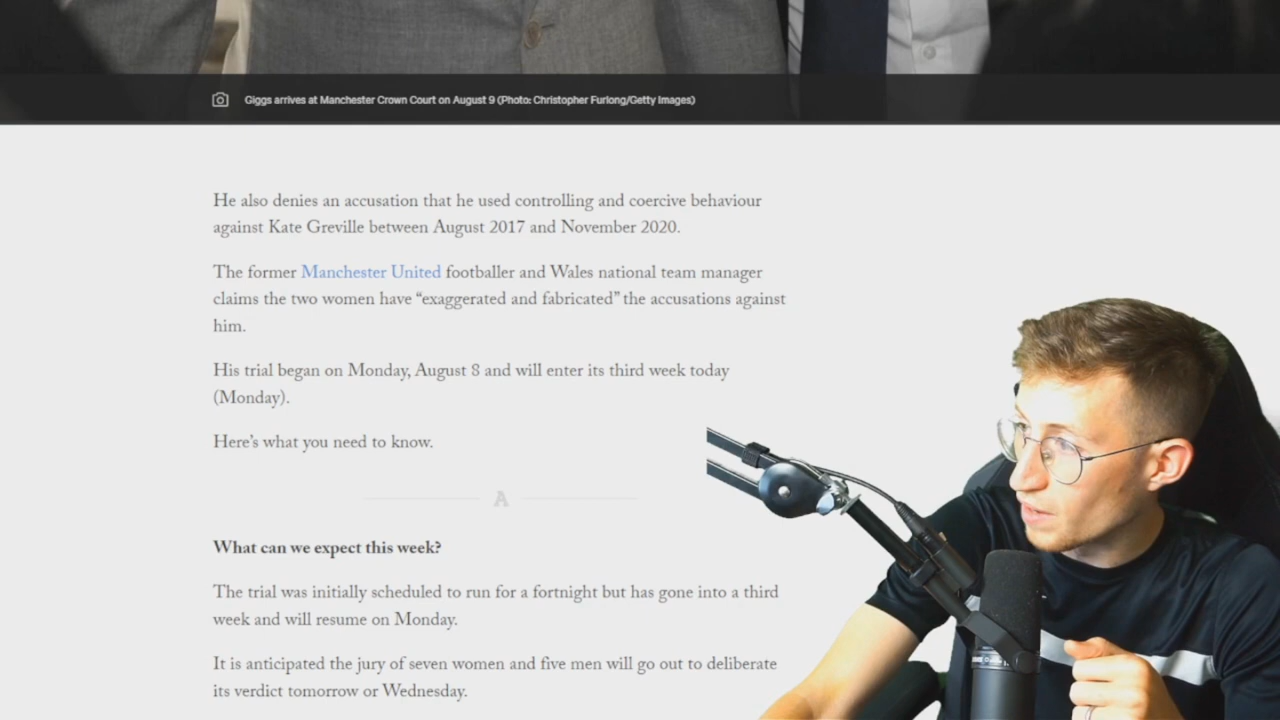 Giggs arrives at Manchester Crown Court on August 9 (Photo: Christopher Furlong/Getty Images)
He also denies an accusation that he used controlling and coercive behaviour
against Kate Greville between August 2017 and November 2020.
The former Manchester United footballer and Wales national team manager
claims the two women have “exaggerated and fabricated” the accusations against
him.
His trial began on Monday, August 8 and will enter its third week today
(Monday).
Here’s what you need to know.
A
What can we expect this week?
The trial was initially scheduled to run for a fortnight but has gone into a third
week and will resume on Monday.
It is anticipated the jury of seven women and five men will go out to deliberate
its verdict tomorrow or Wednesday.